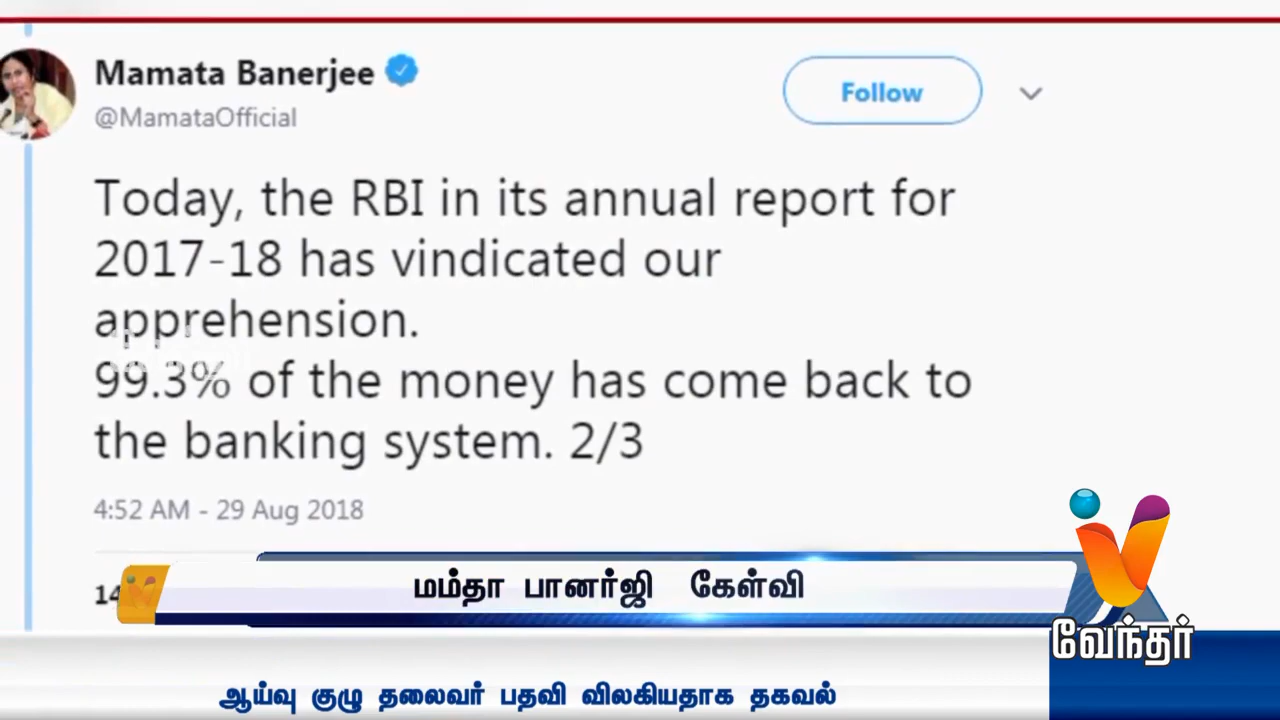 Mamata Banerjee
@MamataOfficial
Follow
Today, the RBI in its annual report for
2017-18 has vindicated our
apprehension.
99.3% of the money has come back to
the banking system. 2/3
4:52 AM - 29 Aug 2018
மம்தா பானர்ஜி கேள்வி
வேந்தர்
ஆய்வு குழு தலைவர் பதவி விலகியதாக தகவல்